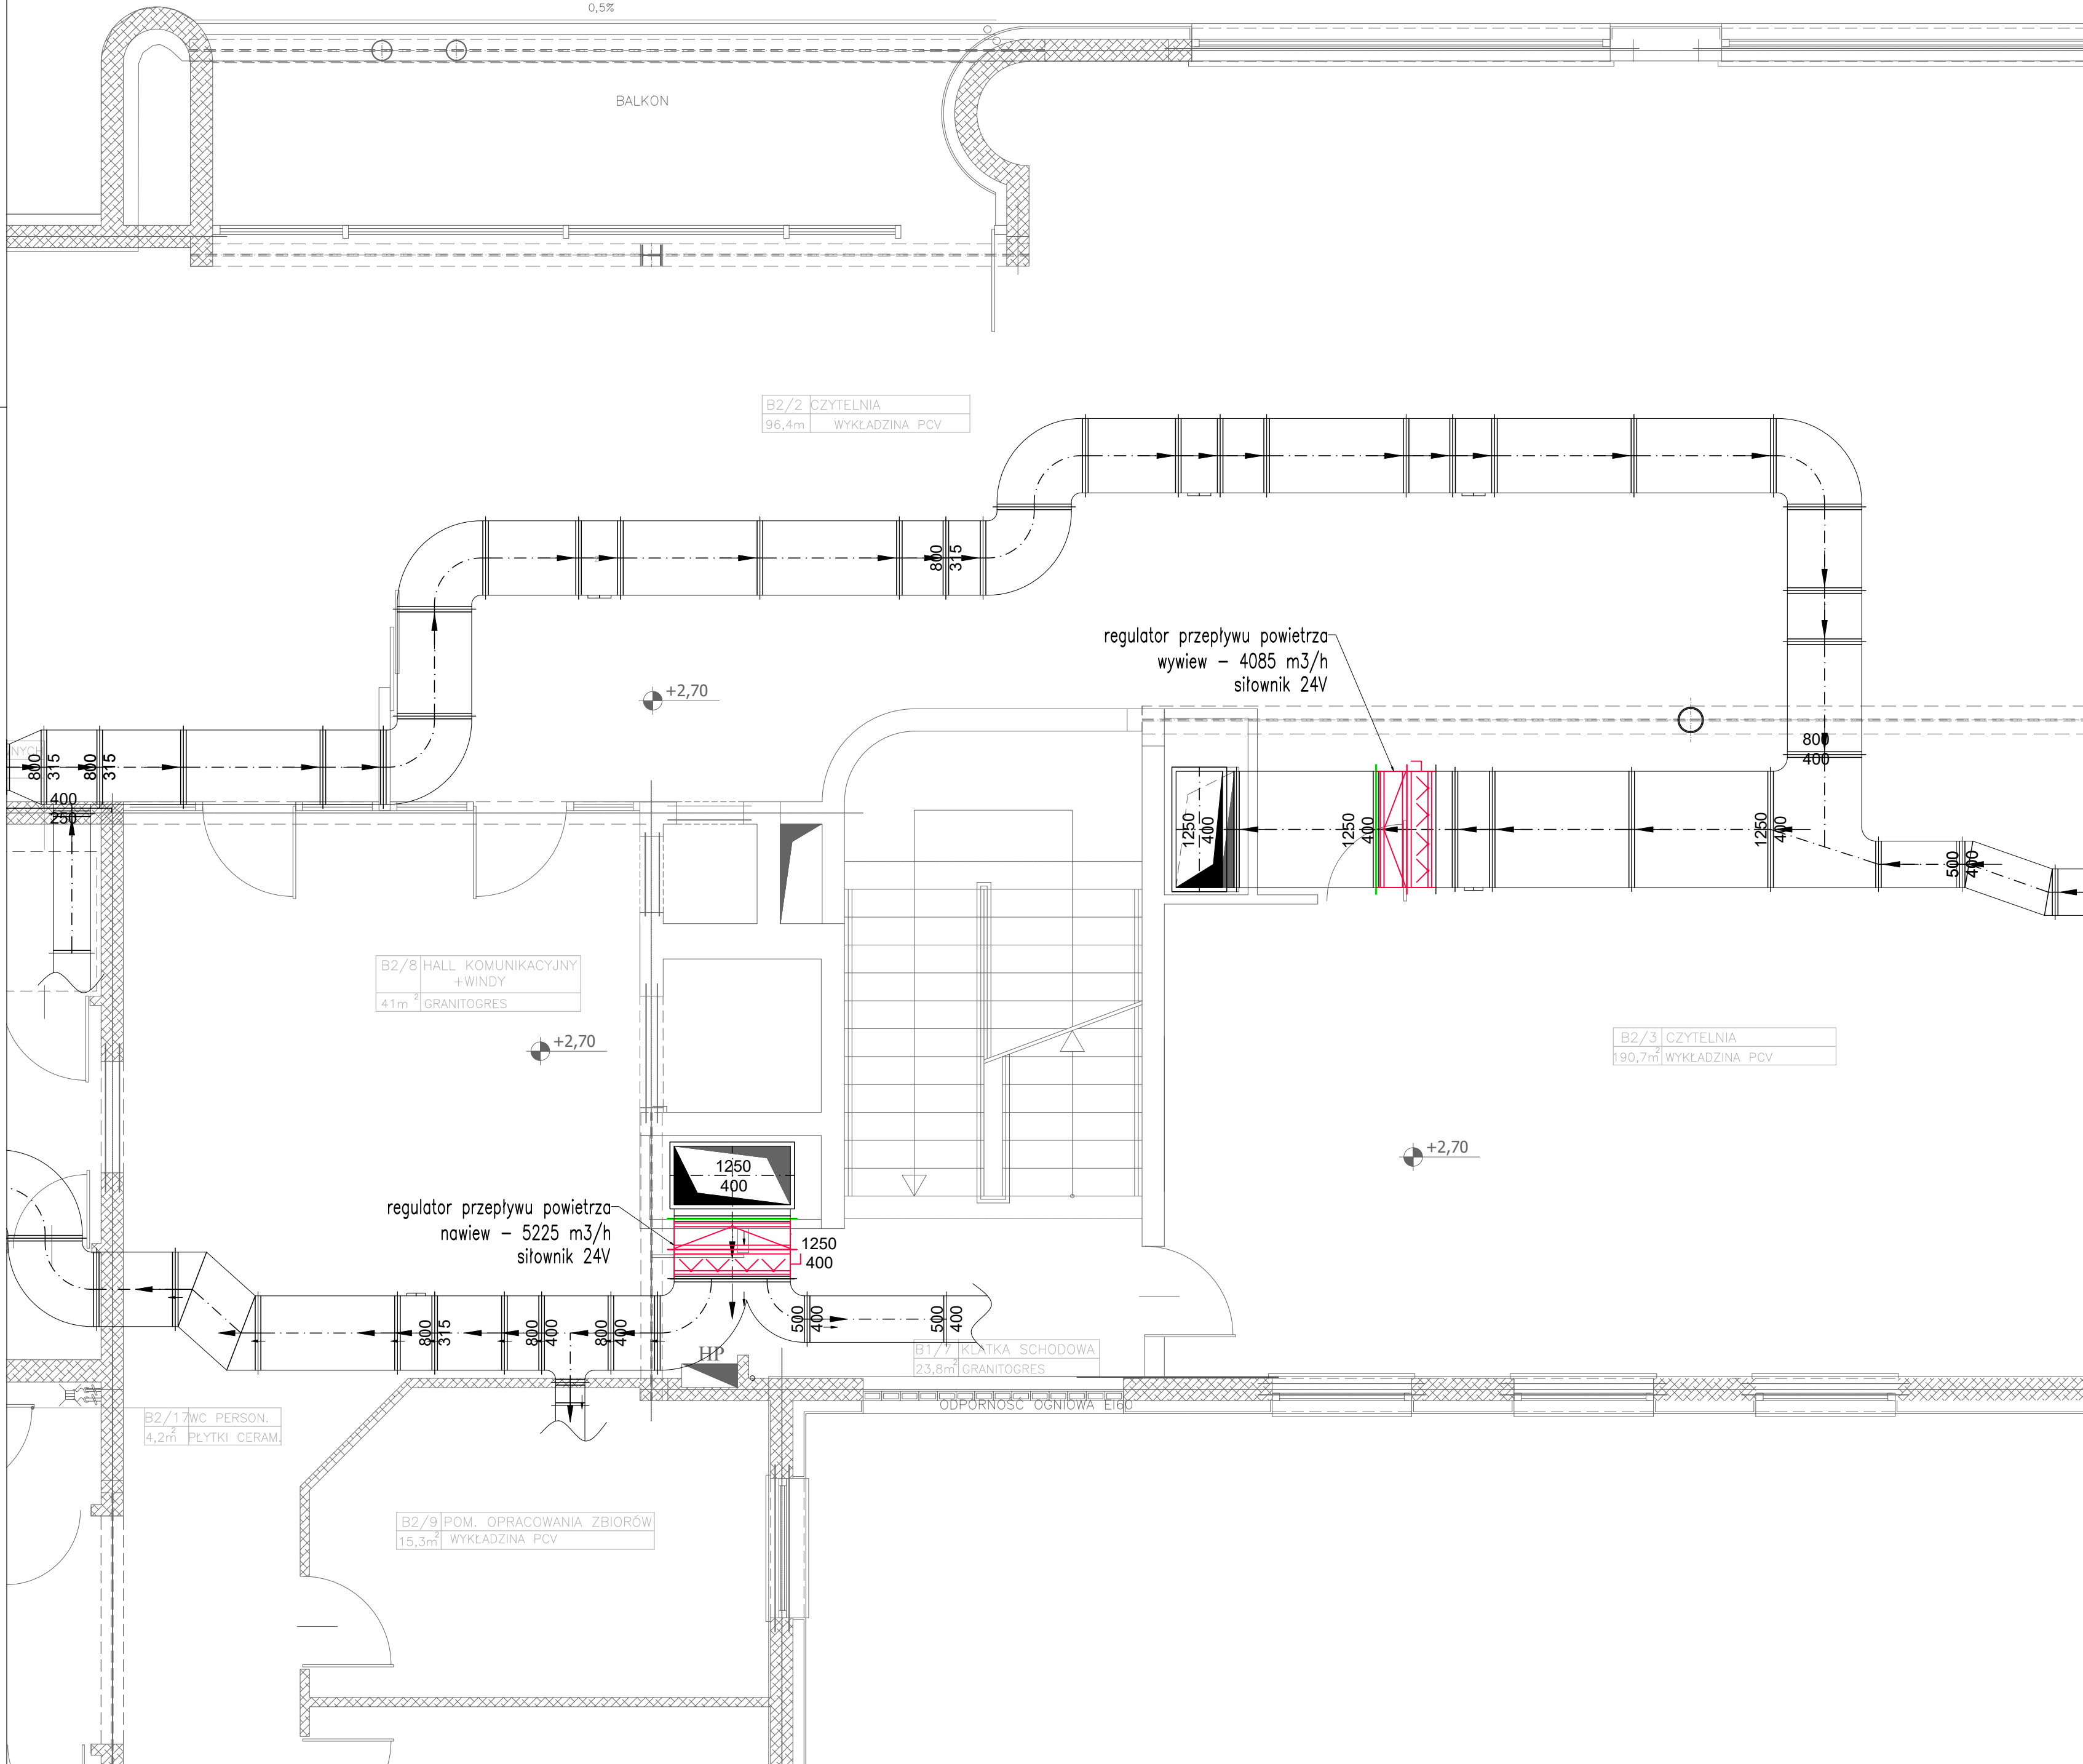 0,5%
BALKON
B2/2 CZYTELNIA
96,4m WYKŁADZINA PCV
800
315
regulator przepływu powietrza
wywiew – 4085 m3/h
siłownik 24V
+2,70
800
400
800
315
800
315
400
250
1250
400
1250
400
1250
400
500
400
B2/8 HALL KOMUNIKACYJNY
+WINDY
41m² GRANITOGRES
+2,70
B2/3 CZYTELNIA
190,7m² WYKŁADZINA PCV
+2,70
1250
400
regulator przepływu powietrza
nawiew – 5225 m3/h
siłownik 24V
1250
400
800
315
800
400
800
400
500
400
500
400
HP
B1/7 KLATKA SCHODOWA
23,8m² GRANITOGRES
ODPORNOŚĆ OGNIOWA EI60
B2/17 WC PERSON.
4,2m² PŁYTKI CERAM.
B2/9 POM. OPRACOWANIA ZBIORÓW
15,3m² WYKŁADZINA PCV